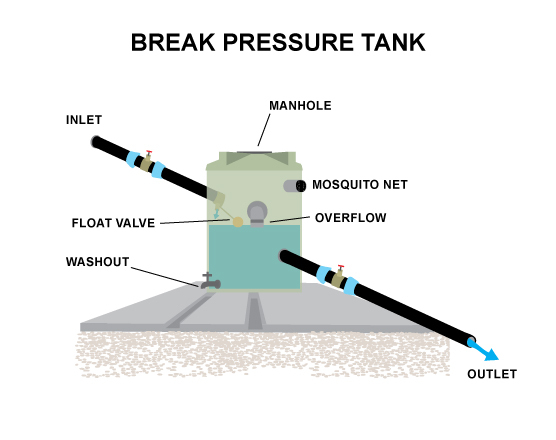 BREAK PRESSURE TANK
MANHOLE
INLET
MOSQUITO NET
FLOAT VALVE
OVERFLOW
WASHOUT
OUTLET